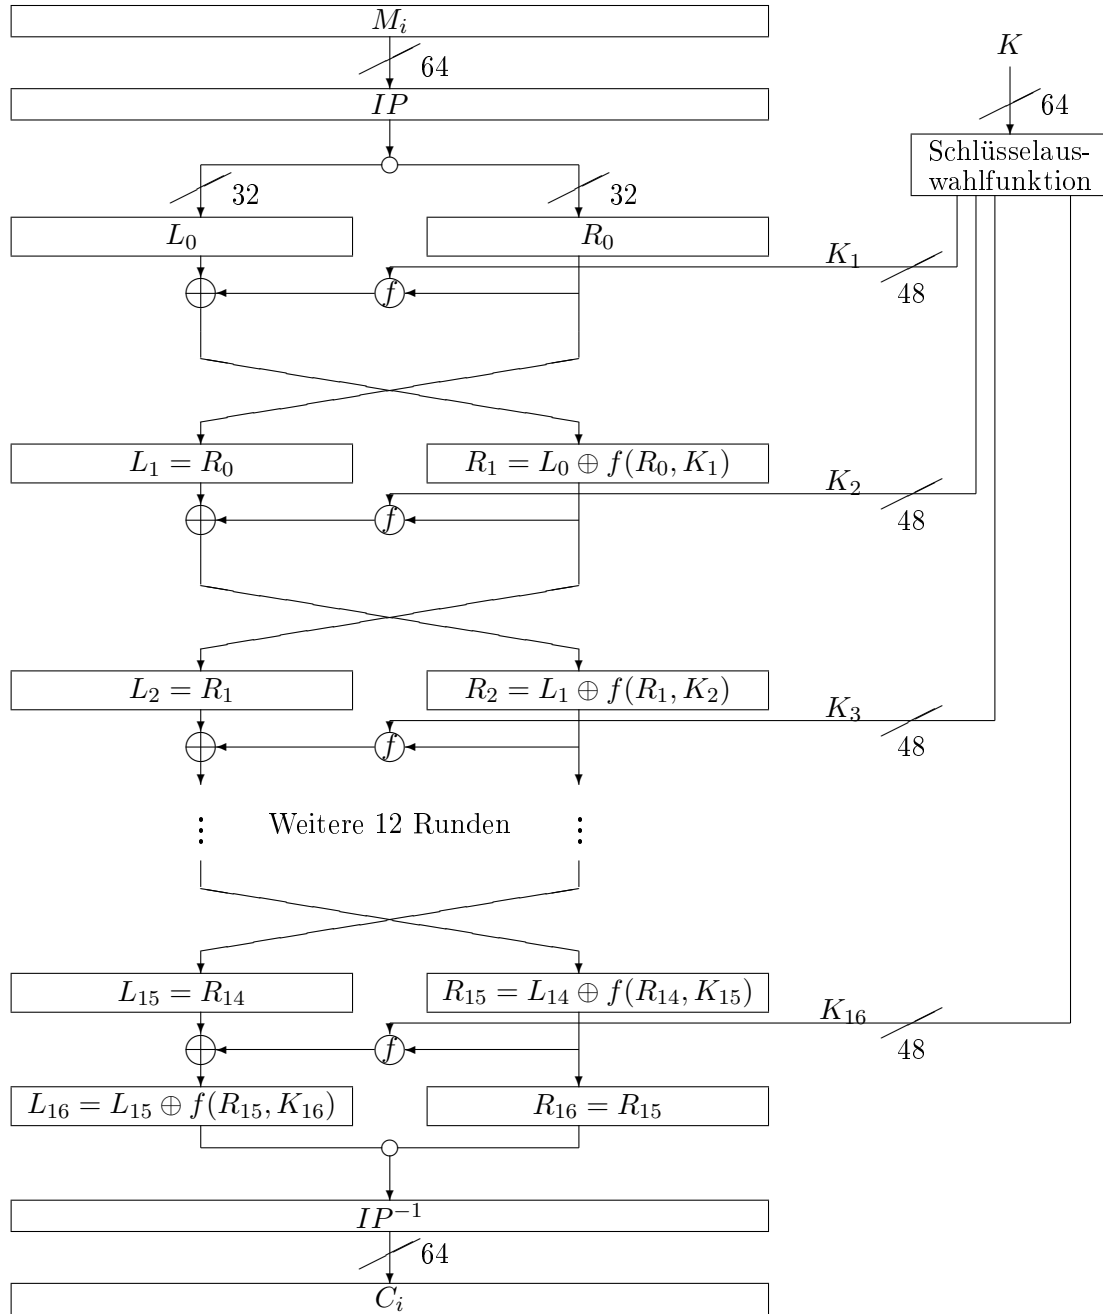 M_i
64
K
IP
64
Schlüsselaus-
wahlfunktion
32 32
L_0 R_0
K_1
f
48
L_1 = R_0 R_1 = L_0 ⊕ f(R_0, K_1)
K_2
f
48
L_2 = R_1 R_2 = L_1 ⊕ f(R_1, K_2)
K_3
f
48
⋮ Weitere 12 Runden ⋮
L_15 = R_14 R_15 = L_14 ⊕ f(R_14, K_15)
K_16
f
48
L_16 = L_15 ⊕ f(R_15, K_16) R_16 = R_15
IP^−1
64
C_i